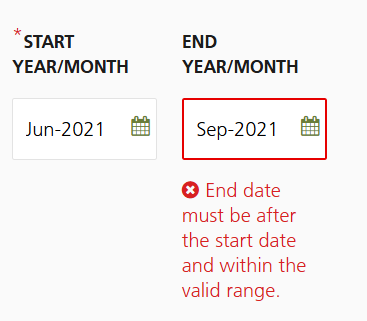 *START YEAR/MONTH
END YEAR/MONTH
Jun-2021
Sep-2021
End date
must be after
the start date
and within the
valid range.